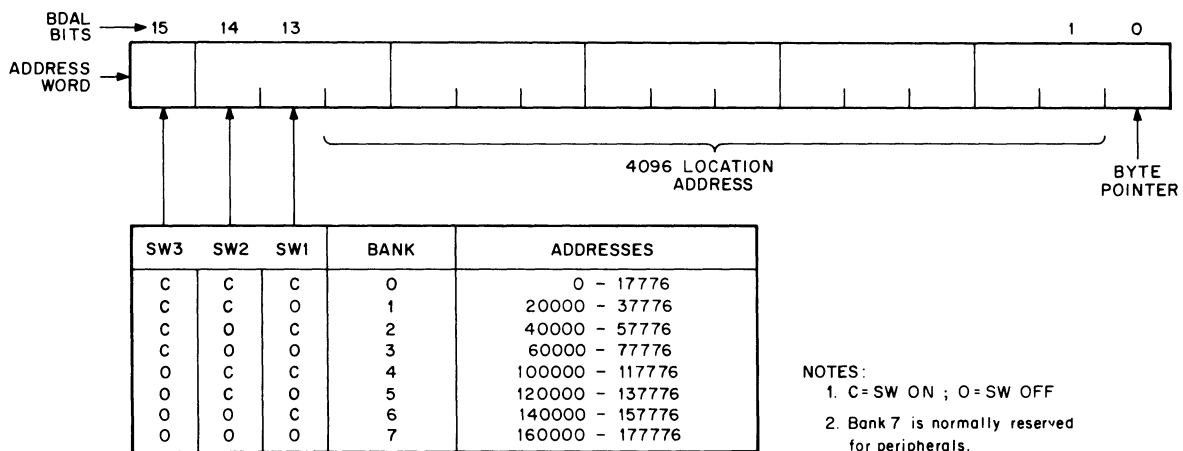 BDAL BITS 15 14 13 1 0
ADDRESS WORD
4096 LOCATION ADDRESS
BYTE POINTER
SW3 SW2 SW1 BANK ADDRESSES
C C C 0 0 - 17776
C C O 1 20000 - 37776
C O C 2 40000 - 57776
C O O 3 60000 - 77776
O C C 4 100000 - 117776
O C O 5 120000 - 137776
O O C 6 140000 - 157776
O O O 7 160000 - 177776
NOTES:
1. C=SW ON ; O=SW OFF
2. Bank 7 is normally reserved
for peripherals.